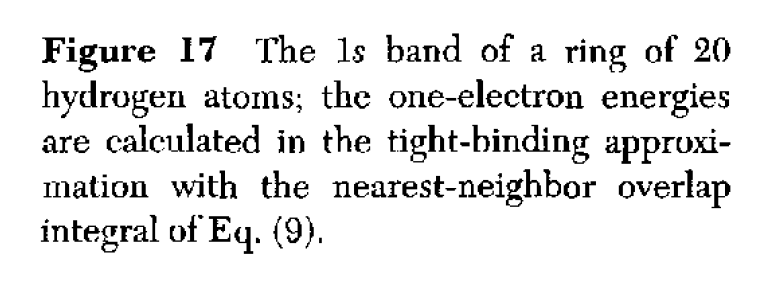 Figure 17 The 1s band of a ring of 20
hydrogen atoms; the one-electron energies
are calculated in the tight-binding approxi-
mation with the nearest-neighbor overlap
integral of Eq. (9).